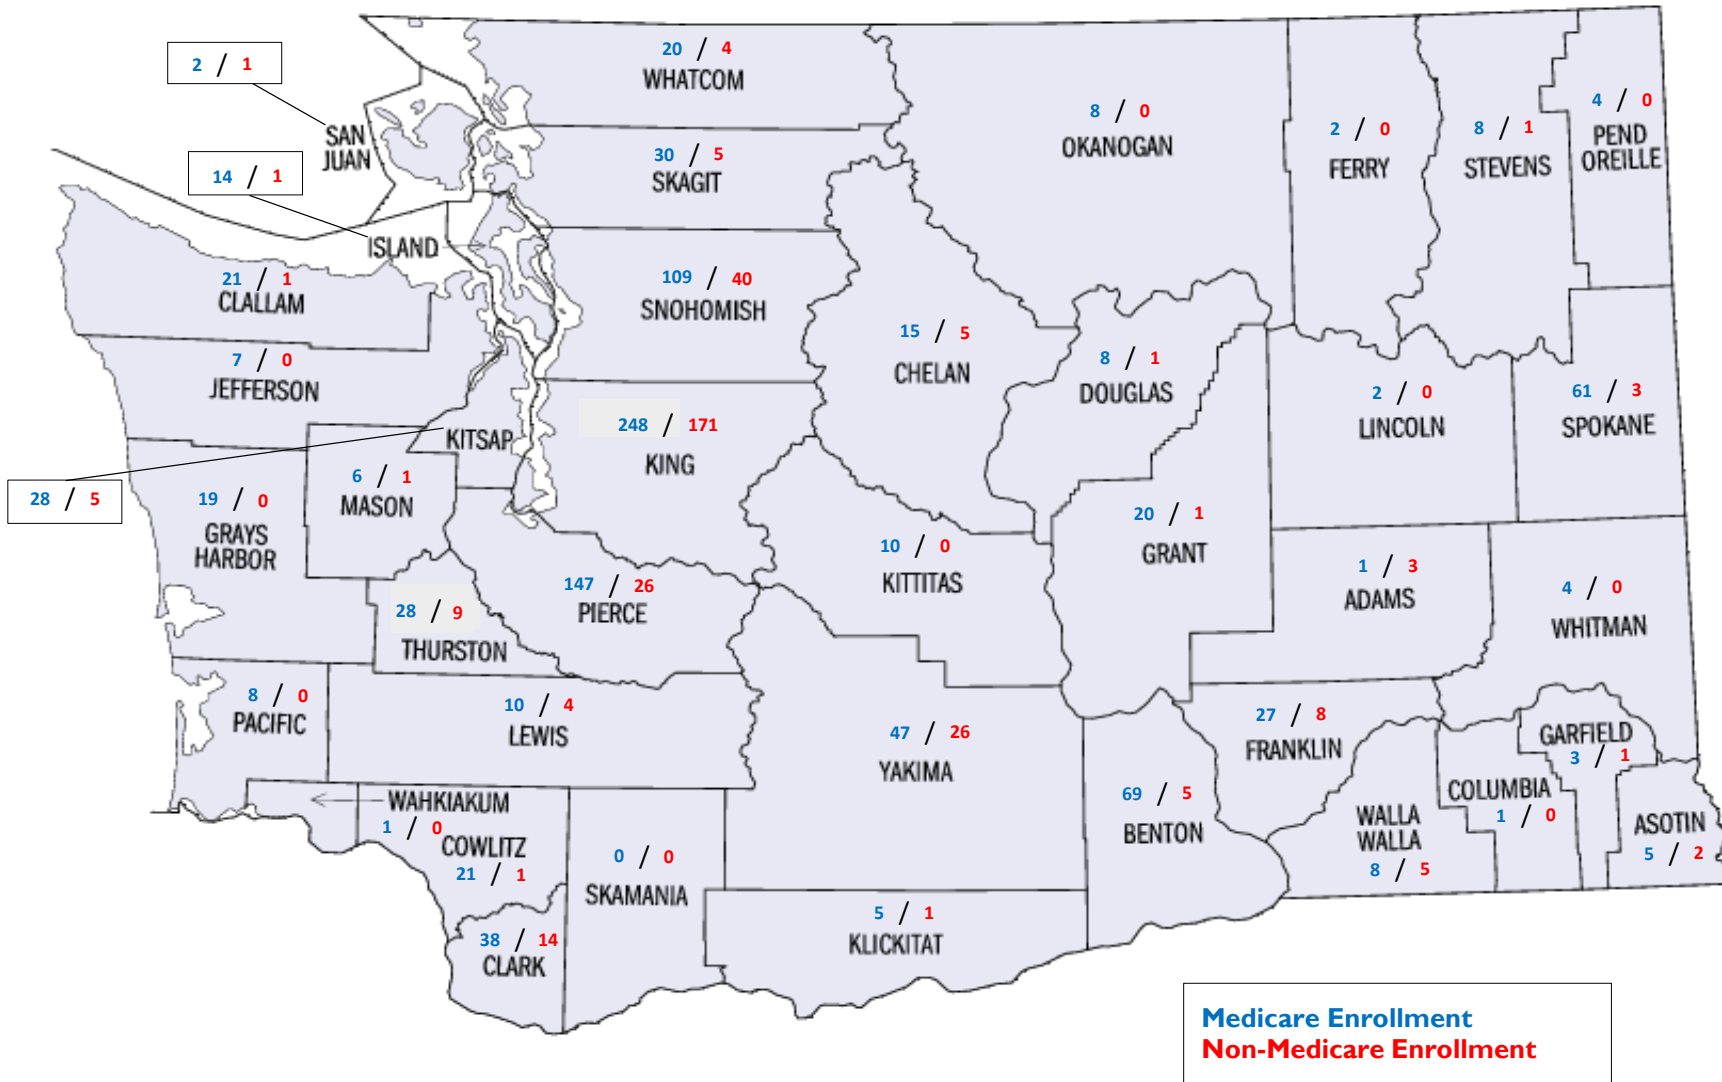 2 / 1
SAN
JUAN
14 / 1
ISLAND
20 / 4
WHATCOM
30 / 5
SKAGIT
109 / 40
SNOHOMISH
8 / 0
OKANOGAN
2 / 0
FERRY
8 / 1
STEVENS
4 / 0
PEND
OREILLE
21 / 1
CLALLAM
7 / 0
JEFFERSON
28 / 5
KITSAP
248 / 171
KING
15 / 5
CHELAN
8 / 1
DOUGLAS
2 / 0
LINCOLN
61 / 3
SPOKANE
19 / 0
GRAYS
HARBOR
6 / 1
MASON
28 / 9
THURSTON
147 / 26
PIERCE
10 / 0
KITTITAS
20 / 1
GRANT
1 / 3
ADAMS
4 / 0
WHITMAN
8 / 0
PACIFIC
10 / 4
LEWIS
47 / 26
YAKIMA
69 / 5
BENTON
27 / 8
FRANKLIN
WALLA
WALLA
8 / 5
COLUMBIA
1 / 0
GARFIELD
3 / 1
ASOTIN
5 / 2
WAHKIAKUM
1 / 0
COWLITZ
21 / 1
38 / 14
CLARK
0 / 0
SKAMANIA
5 / 1
KLICKITAT
Medicare Enrollment
Non-Medicare Enrollment